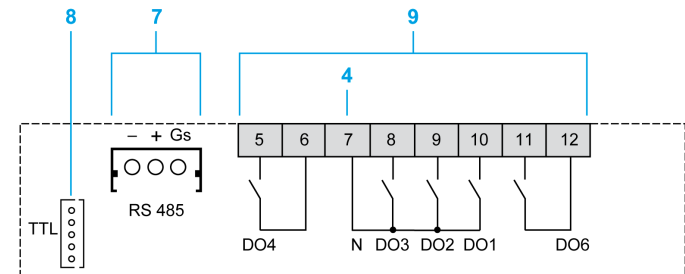 8 7 9
4
– + Gs
5 6 7 8 9 10 11 12
RS 485
TTL
DO4 N DO3 DO2 DO1 DO6